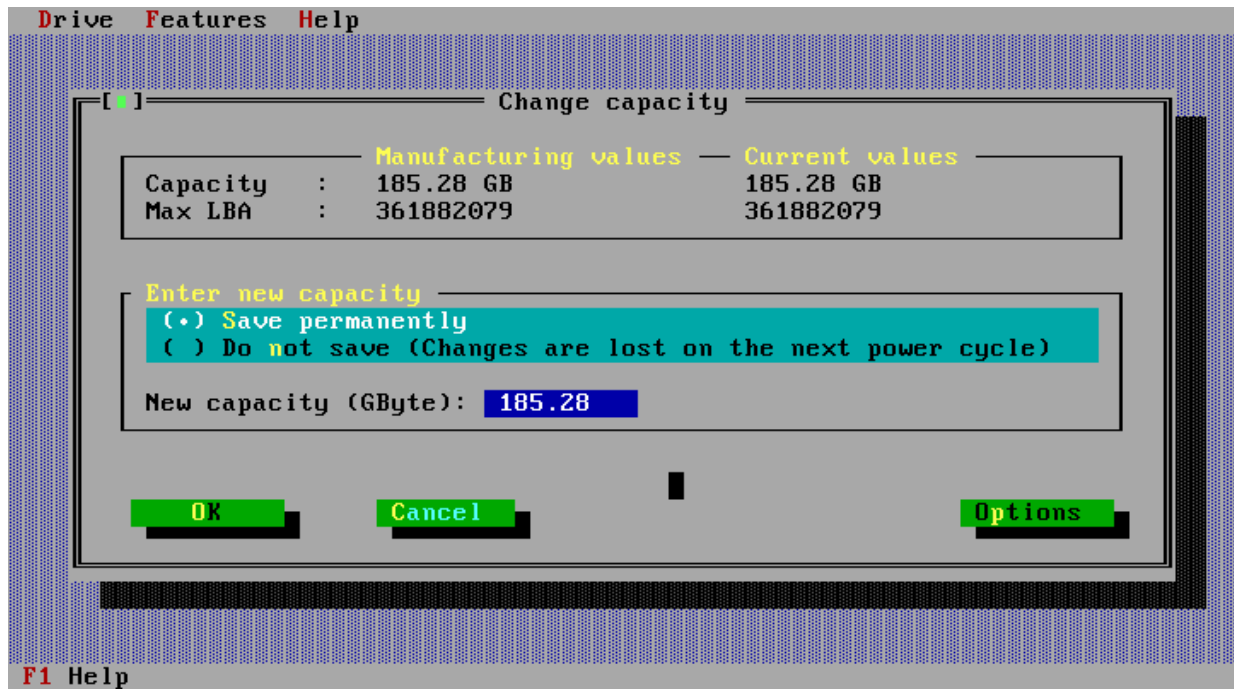 Drive Features Help
[■] Change capacity
Manufacturing values Current values
Capacity : 185.28 GB 185.28 GB
Max LBA : 361882079 361882079
Enter new capacity
(•) Save permanently
( ) Do not save (Changes are lost on the next power cycle)
New capacity (GByte): 185.28
OK Cancel Options
F1 Help